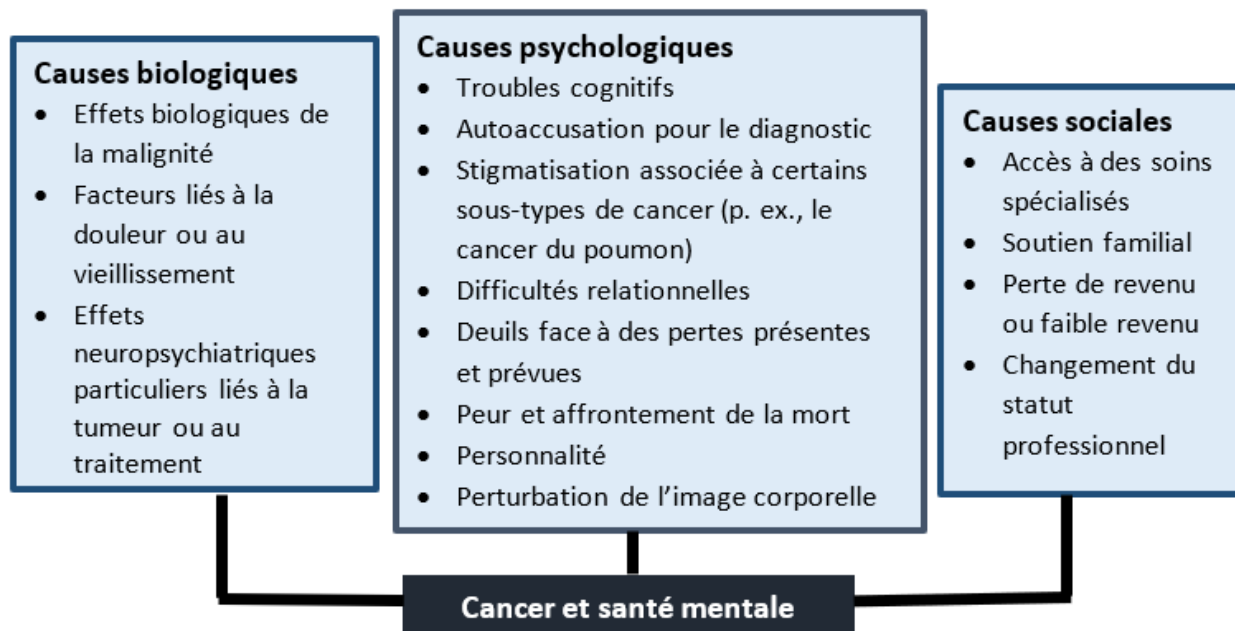 Causes biologiques
• Effets biologiques de
la malignité
• Facteurs liés à la
douleur ou au
vieillissement
• Effets
neuropsychiatriques
particuliers liés à la
tumeur ou au
traitement
Causes psychologiques
• Troubles cognitifs
• Autoaccusation pour le diagnostic
• Stigmatisation associée à certains
sous-types de cancer (p. ex., le
cancer du poumon)
• Difficultés relationnelles
• Deuils face à des pertes présentes
et prévues
• Peur et affrontement de la mort
• Personnalité
• Perturbation de l’image corporelle
Causes sociales
• Accès à des soins
spécialisés
• Soutien familial
• Perte de revenu
ou faible revenu
• Changement du
statut
professionnel
Cancer et santé mentale